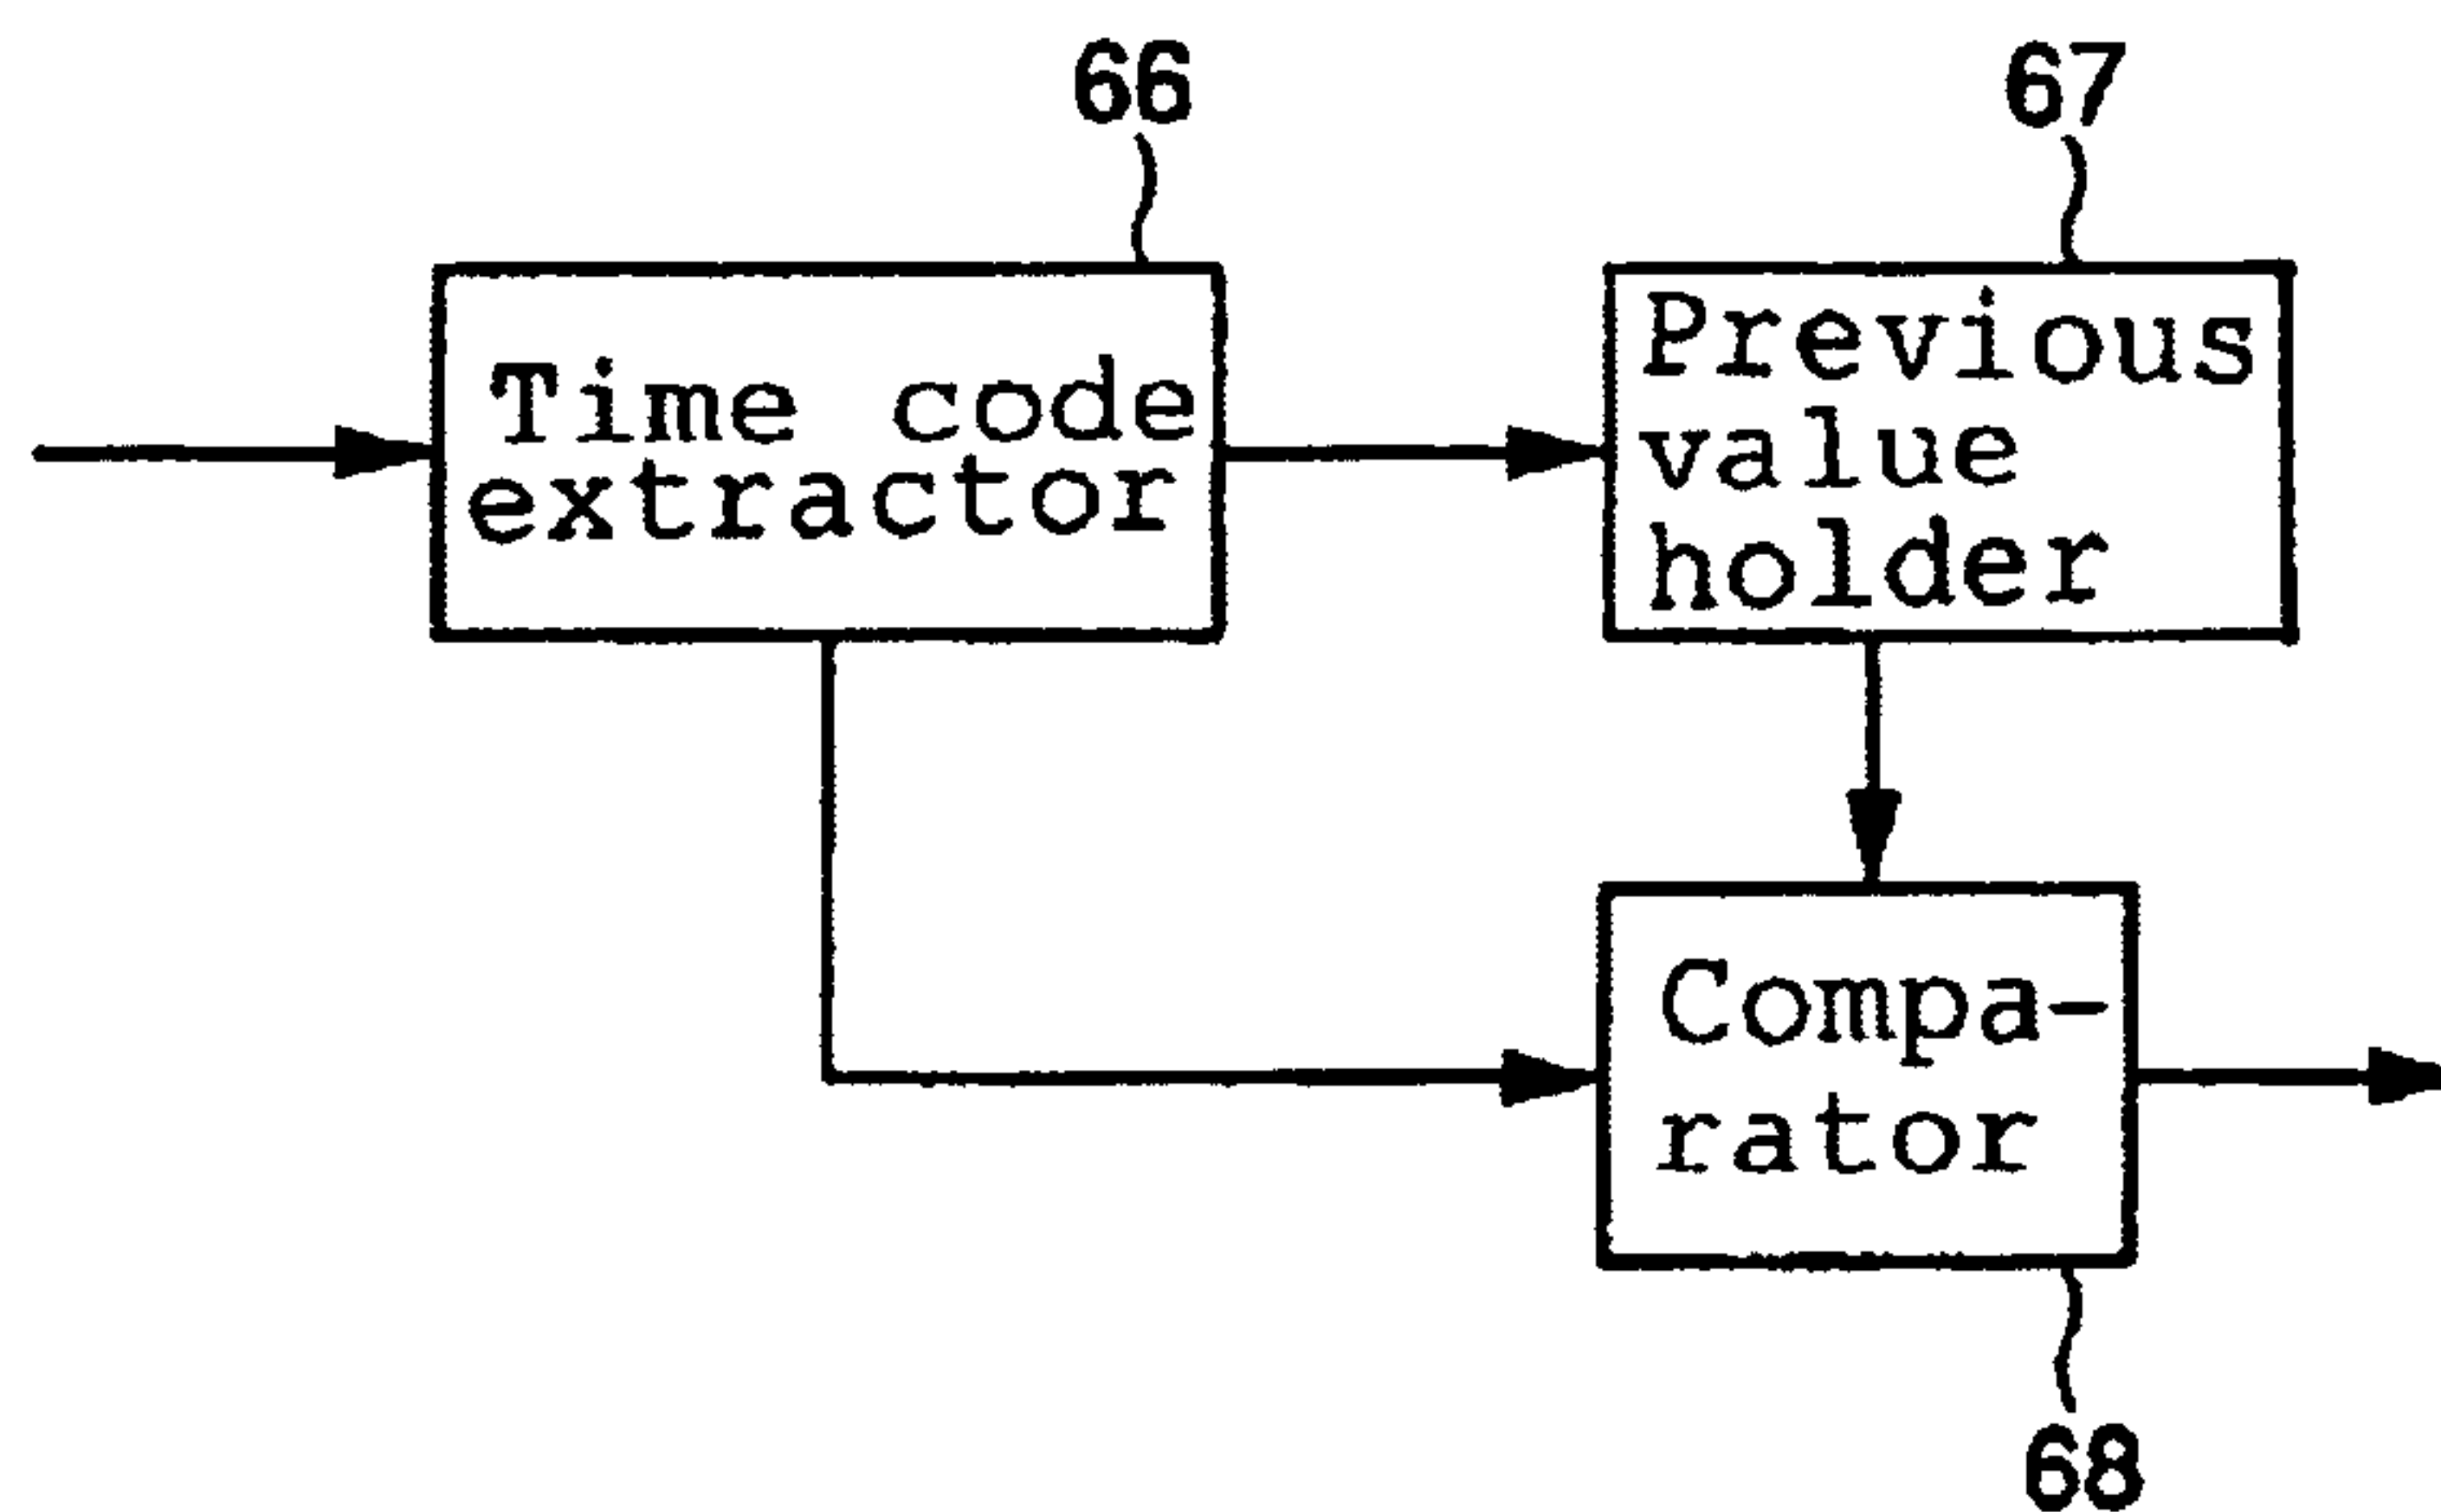 66
67
Time code
extractor
Previous
value
holder
Compa-
rator
68